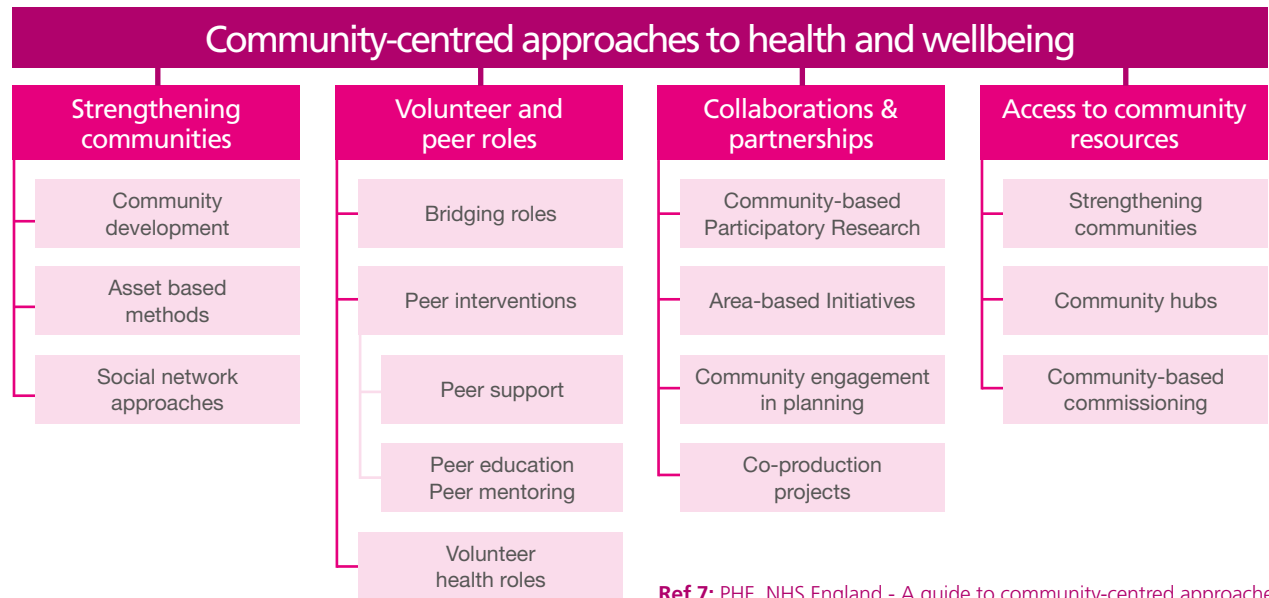 Community-centred approaches to health and wellbeing
Strengthening
communities
Community
development
Asset based
methods
Social network
approaches
Volunteer and
peer roles
Bridging roles
Peer interventions
Peer support
Peer education
Peer mentoring
Volunteer
health roles
Collaborations &
partnerships
Community-based
Participatory Research
Area-based Initiatives
Community engagement
in planning
Co-production
projects
Access to community
resources
Strengthening
communities
Community hubs
Community-based
commissioning
Ref 7: PHE, NHS England - A guide to community-centred approache